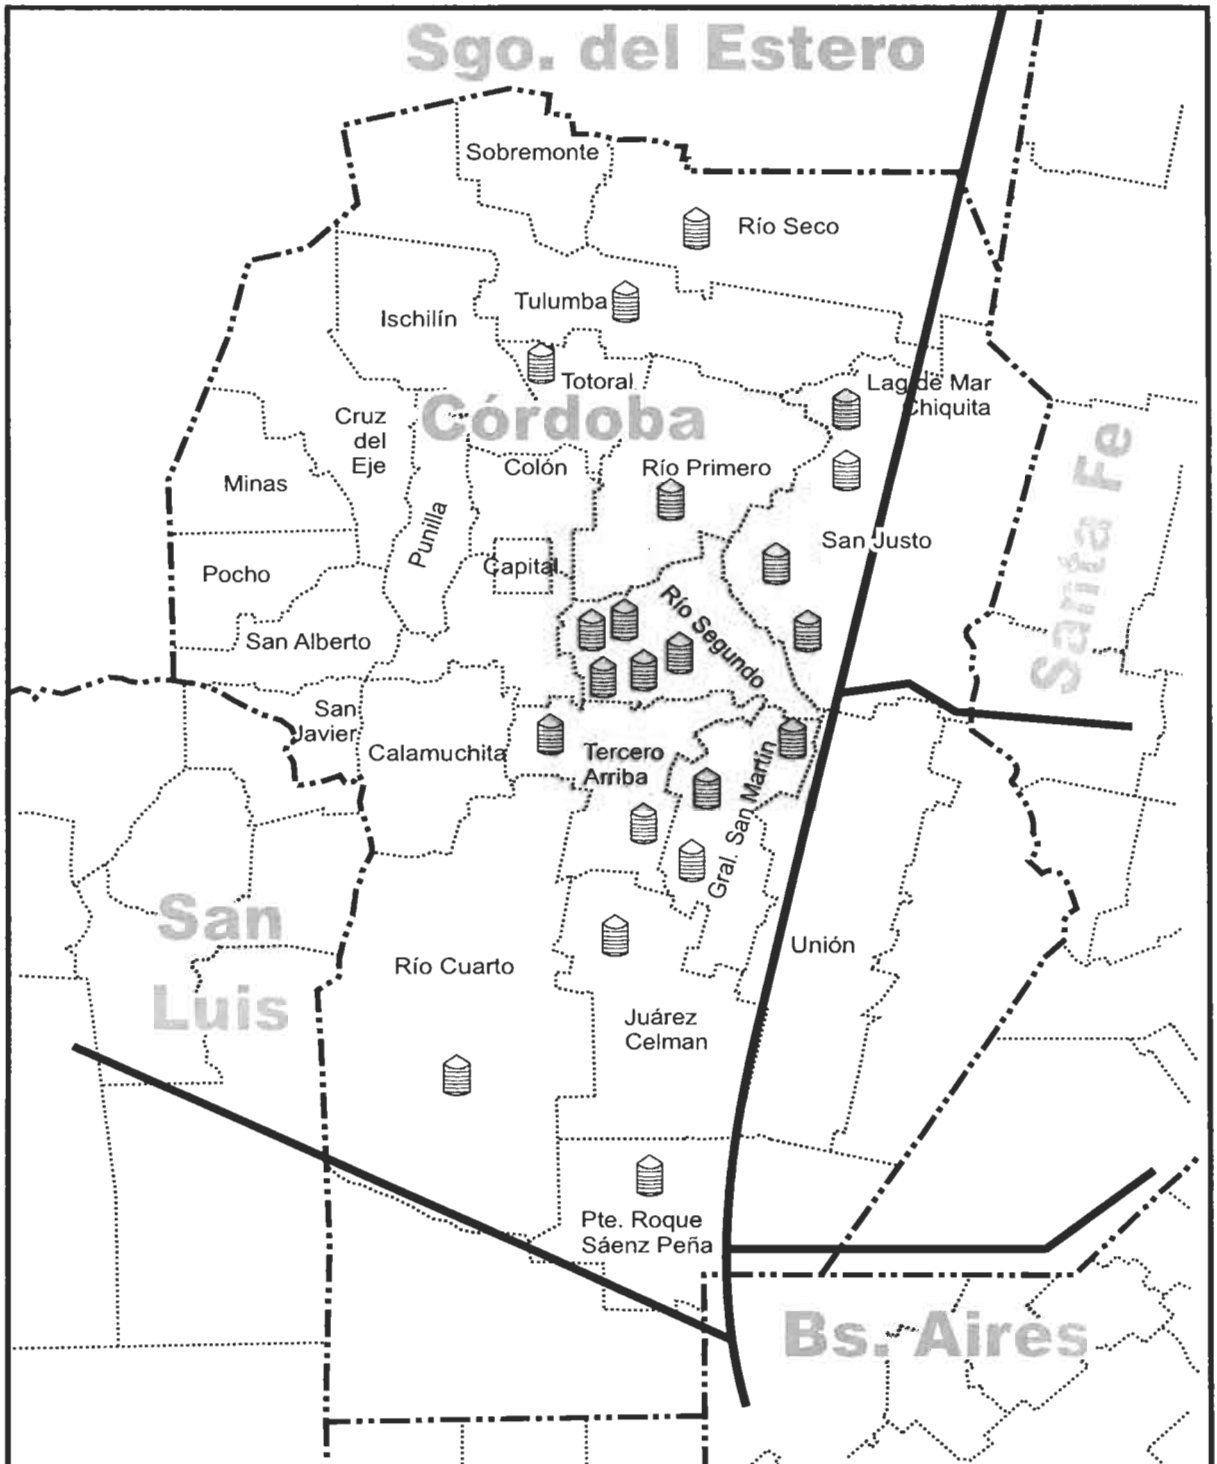 Sgo. del Estero
Sobremonte
Río Seco
Tulumba
Ischilín
Totoral
Lag de Mar
Chiquita
Córdoba
Cruz
del
Eje
Santa Fe
Colón
Río Primero
Minas
Punilla
San Justo
Capital
Pocho
Río Segundo
San Alberto
San
Javier
Calamuchita
Tercero
Arriba
Gral. San Martín
San
Luis
Unión
Río Cuarto
Juárez
Celman
Pte. Roque
Sáenz Peña
Bs. Aires